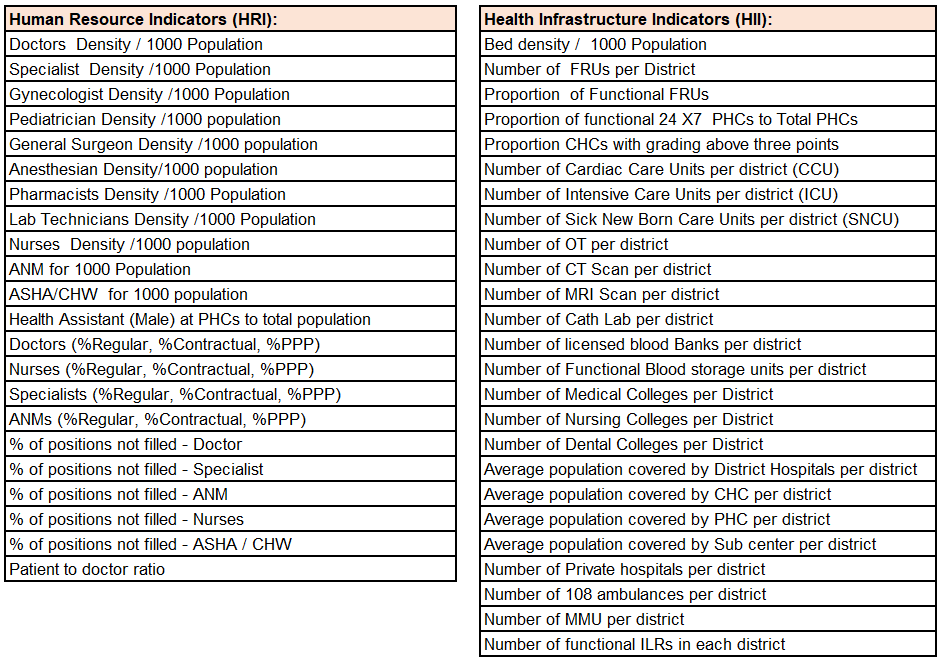 Human Resource Indicators (HRI):
Doctors Density / 1000 Population
Specialist Density /1000 Population
Gynecologist Density /1000 Population
Pediatrician Density /1000 population
General Surgeon Density /1000 population
Anesthesian Density/1000 population
Pharmacists Density /1000 Population
Lab Technicians Density /1000 Population
Nurses Density /1000 population
ANM for 1000 Population
ASHA/CHW for 1000 population
Health Assistant (Male) at PHCs to total population
Doctors (%Regular, %Contractual, %PPP)
Nurses (%Regular, %Contractual, %PPP)
Specialists (%Regular, %Contractual, %PPP)
ANMs (%Regular, %Contractual, %PPP)
% of positions not filled - Doctor
% of positions not filled - Specialist
% of positions not filled - ANM
% of positions not filled - Nurses
% of positions not filled - ASHA / CHW
Patient to doctor ratio
Health Infrastructure Indicators (HII):
Bed density / 1000 Population
Number of FRUs per District
Proportion of Functional FRUs
Proportion of functional 24 X7 PHCs to Total PHCs
Proportion CHCs with grading above three points
Number of Cardiac Care Units per district (CCU)
Number of Intensive Care Units per district (ICU)
Number of Sick New Born Care Units per district (SNCU)
Number of OT per district
Number of CT Scan per district
Number of MRI Scan per district
Number of Cath Lab per district
Number of licensed blood Banks per district
Number of Functional Blood storage units per district
Number of Medical Colleges per District
Number of Nursing Colleges per District
Number of Dental Colleges per District
Average population covered by District Hospitals per district
Average population covered by CHC per district
Average population covered by PHC per district
Average population covered by Sub center per district
Number of Private hospitals per district
Number of 108 ambulances per district
Number of MMU per district
Number of functional ILRs in each district